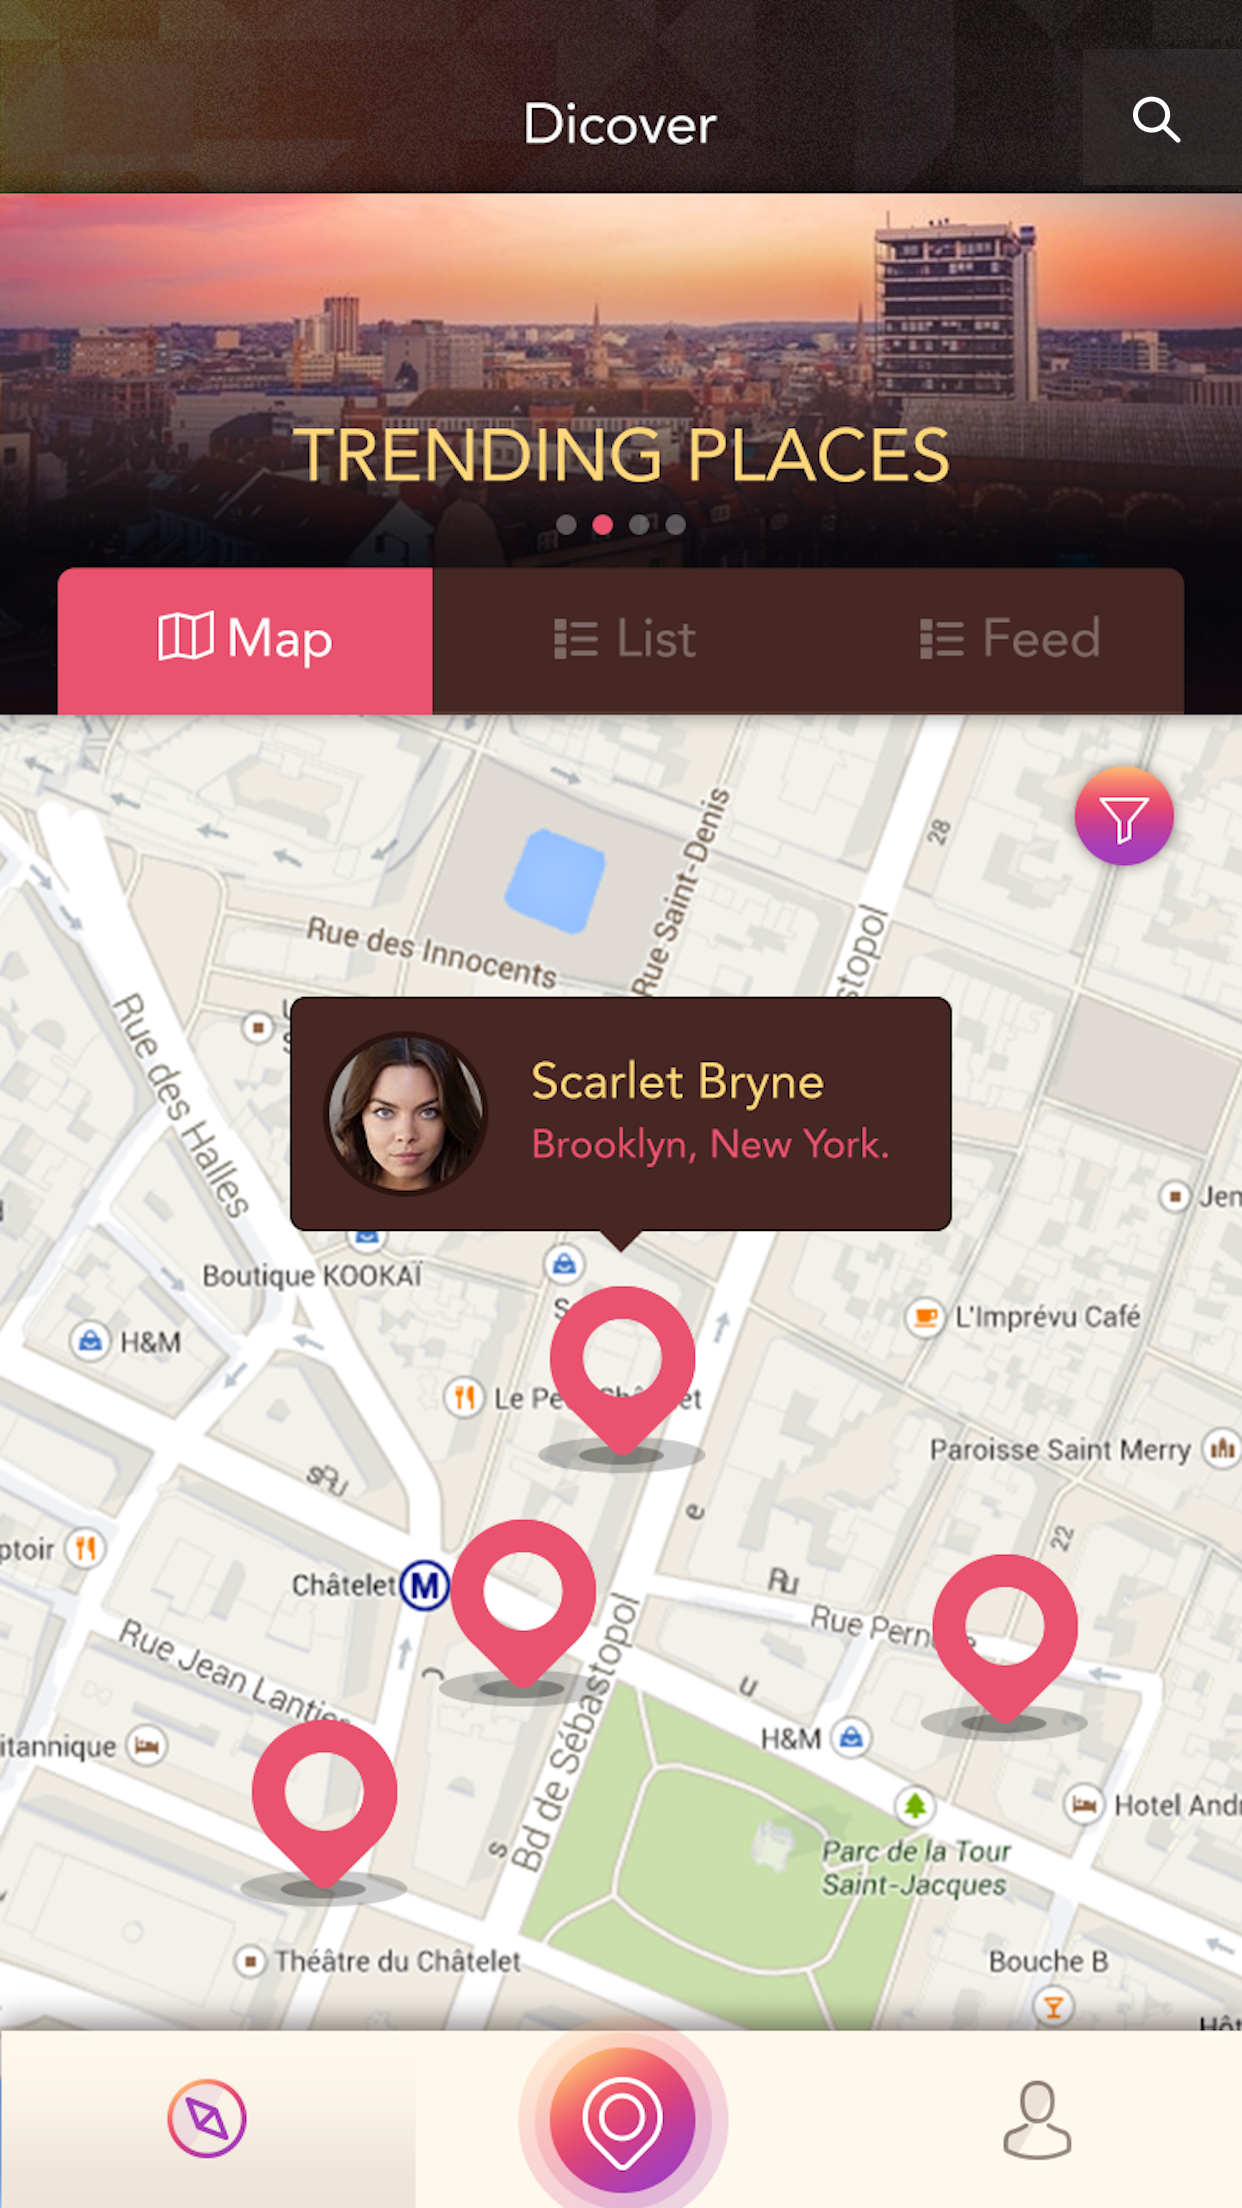 Dicover
TRENDING PLACES
Map
List
Feed
28
Rue Saint-Denis
stopol
Rue des Innocents
Rue des Halles
Scarlet Bryne
Brooklyn, New York.
Jen
Boutique KOOKAÏ
L'Imprévu Café
H&M
Le Pe
et
Paroisse Saint Merry
22
ptoir
Châtelet M
Ru
Rue Pern
Rue Jean Lantier
Bd de Sébastopol
e
u
s
H&M
itannique
Hotel Andr
Parc de la Tour
Saint-Jacques
Théâtre du Châtelet
Bouche B
Hôt